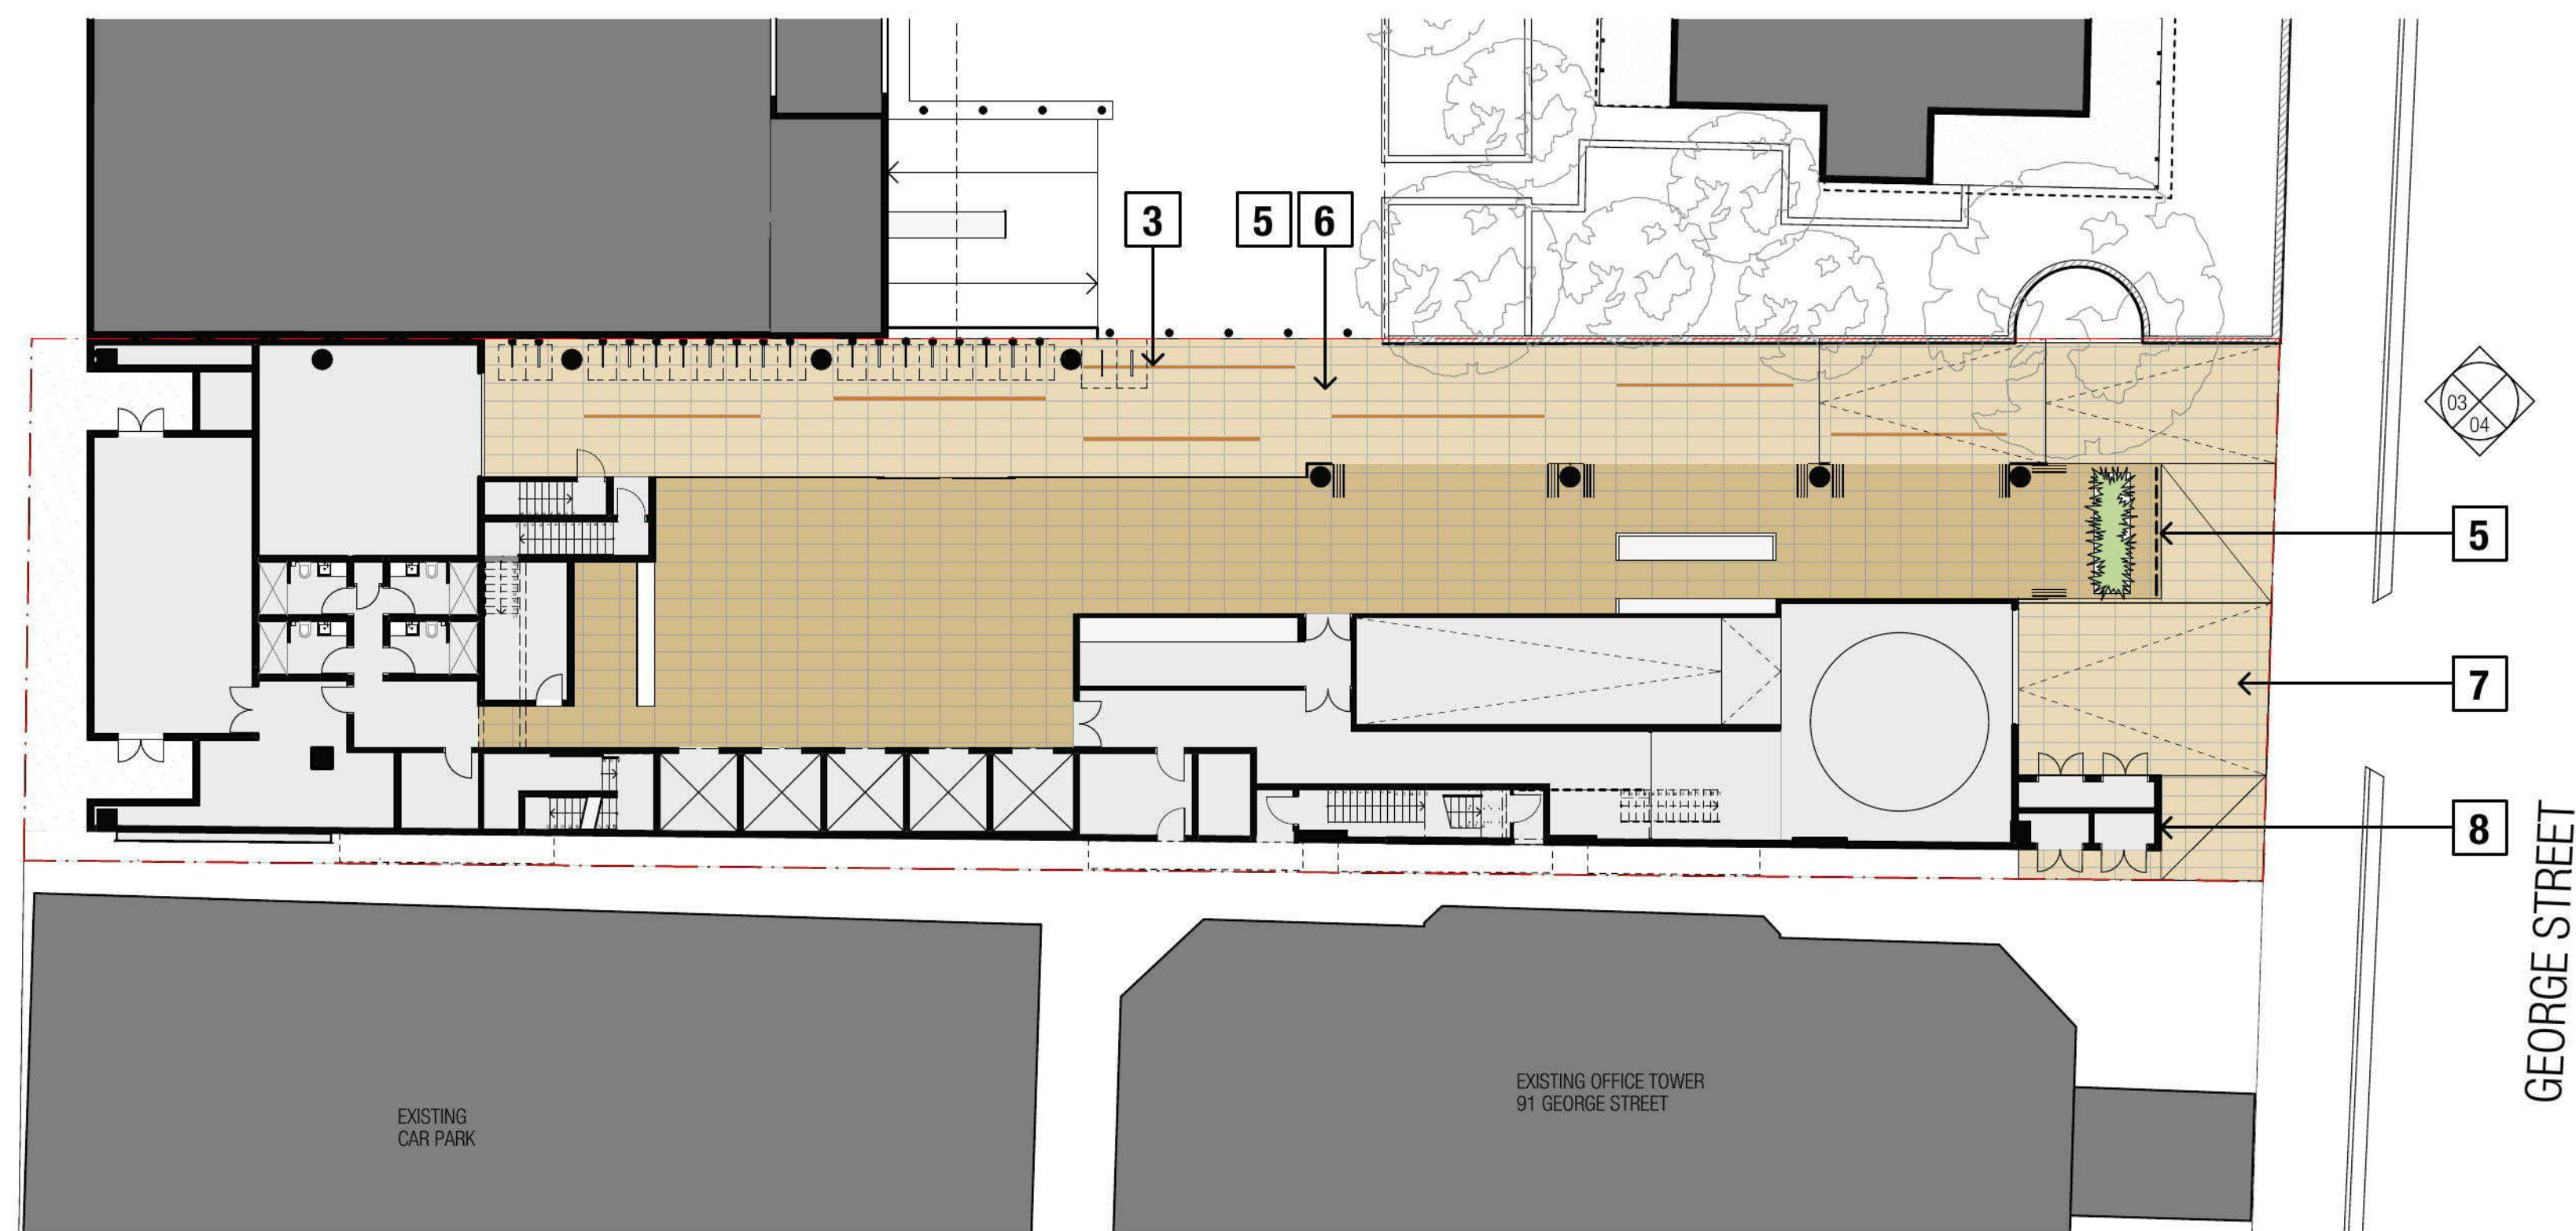 3
5 6
03
04
5
7
8
GEORGE STREET
EXISTING OFFICE TOWER
91 GEORGE STREET
EXISTING
CAR PARK